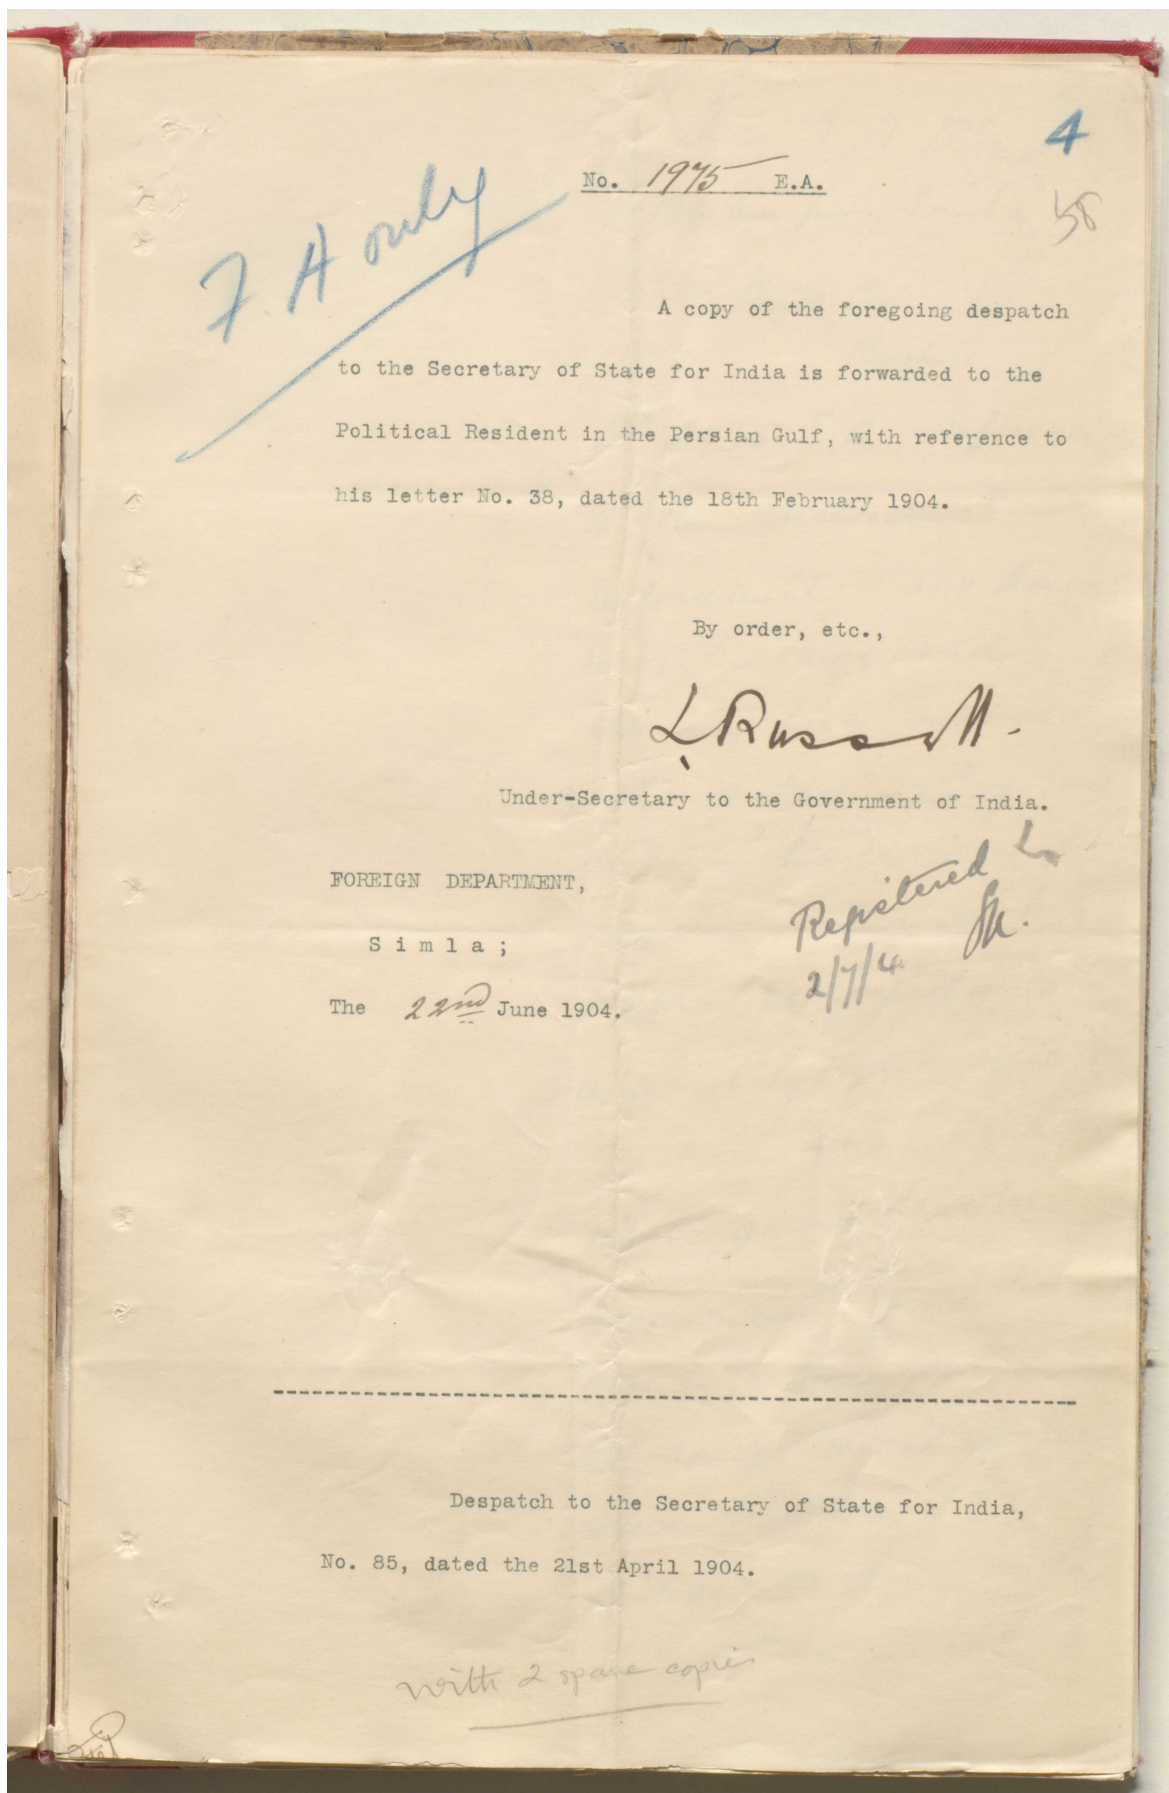 4
58
No. 1975 E.A.
F. A only
A copy of the foregoing despatch
to the Secretary of State for India is forwarded to the
Political Resident in the Persian Gulf, with reference to
his letter No. 38, dated the 18th February 1904.
By order, etc.,
L. Russell.
Under-Secretary to the Government of India.
Registered
2/7/4
FOREIGN DEPARTMENT,
Simla;
The 22nd June 1904.
Despatch to the Secretary of State for India,
No. 85, dated the 21st April 1904.
with 2 spare copies